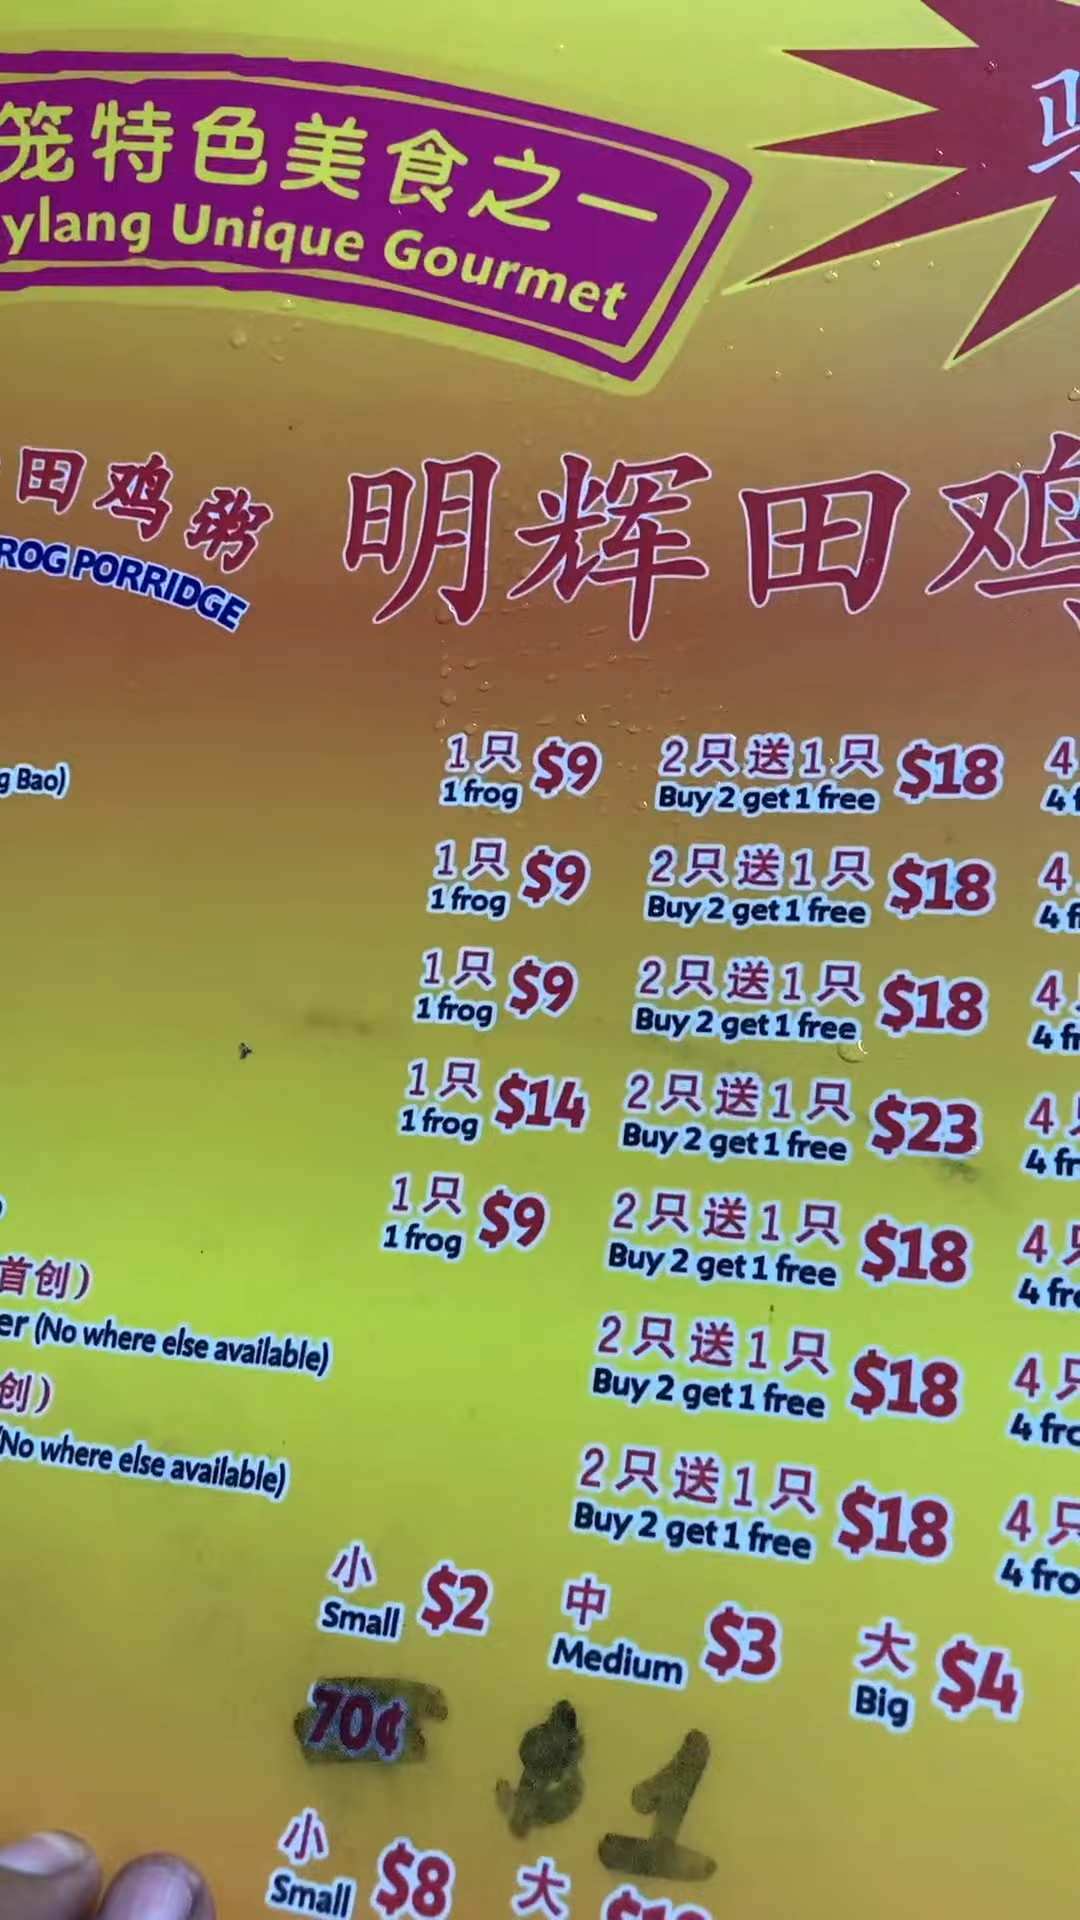 笼特色美食之一
ylang Unique Gourmet
田鸡粥
ROG PORRIDGE
明辉田鸡
g Bao)
1只 $9 2只送1只 $18 4
1 frog Buy 2 get 1 free 4 f
1只 $9 2只送1只 $18 4
1 frog Buy 2 get 1 free 4 f
1只 $9 2只送1只 $18 4
1 frog Buy 2 get 1 free 4 fr
1只 $14 2只送1只 $23 4
1 frog Buy 2 get 1 free 4 fr
1只 $9 2只送1只 $18 4
1 frog Buy 2 get 1 free 4 fro
首创)
er (No where else available)
2只送1只 $18 4只
Buy 2 get 1 free 4 fro
创)
(No where else available)
2只送1只 $18 4只
Buy 2 get 1 free 4 fro
小 $2 中 $3 大 $4
Small Medium Big
70¢ $1
小 $8 大
Small